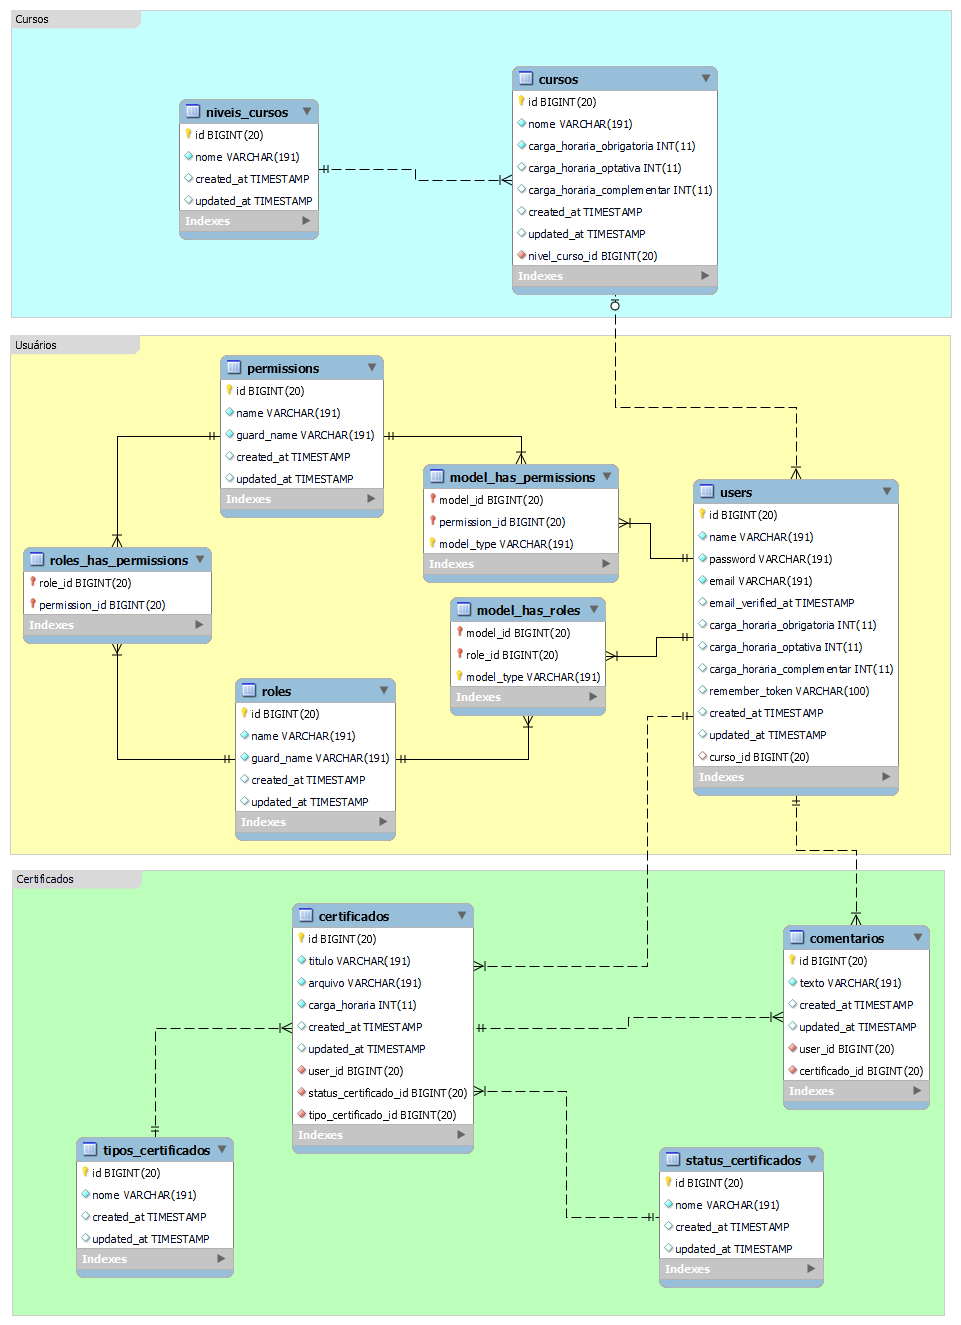 Cursos
niveis_cursos
id BIGINT(20)
nome VARCHAR(191)
created_at TIMESTAMP
updated_at TIMESTAMP
Indexes
cursos
id BIGINT(20)
nome VARCHAR(191)
carga_horaria_obrigatoria INT(11)
carga_horaria_optativa INT(11)
carga_horaria_complementar INT(11)
created_at TIMESTAMP
updated_at TIMESTAMP
nivel_curso_id BIGINT(20)
Indexes
Usuários
permissions
id BIGINT(20)
name VARCHAR(191)
guard_name VARCHAR(191)
created_at TIMESTAMP
updated_at TIMESTAMP
Indexes
model_has_permissions
model_id BIGINT(20)
permission_id BIGINT(20)
model_type VARCHAR(191)
Indexes
users
id BIGINT(20)
name VARCHAR(191)
password VARCHAR(191)
email VARCHAR(191)
email_verified_at TIMESTAMP
carga_horaria_obrigatoria INT(11)
carga_horaria_optativa INT(11)
carga_horaria_complementar INT(11)
remember_token VARCHAR(100)
created_at TIMESTAMP
updated_at TIMESTAMP
curso_id BIGINT(20)
Indexes
roles_has_permissions
role_id BIGINT(20)
permission_id BIGINT(20)
Indexes
model_has_roles
model_id BIGINT(20)
role_id BIGINT(20)
model_type VARCHAR(191)
Indexes
roles
id BIGINT(20)
name VARCHAR(191)
guard_name VARCHAR(191)
created_at TIMESTAMP
updated_at TIMESTAMP
Indexes
Certificados
certificados
id BIGINT(20)
titulo VARCHAR(191)
arquivo VARCHAR(191)
carga_horaria INT(11)
created_at TIMESTAMP
updated_at TIMESTAMP
user_id BIGINT(20)
status_certificado_id BIGINT(20)
tipo_certificado_id BIGINT(20)
Indexes
comentarios
id BIGINT(20)
texto VARCHAR(191)
created_at TIMESTAMP
updated_at TIMESTAMP
user_id BIGINT(20)
certificado_id BIGINT(20)
Indexes
tipos_certificados
id BIGINT(20)
nome VARCHAR(191)
created_at TIMESTAMP
updated_at TIMESTAMP
Indexes
status_certificados
id BIGINT(20)
nome VARCHAR(191)
created_at TIMESTAMP
updated_at TIMESTAMP
Indexes